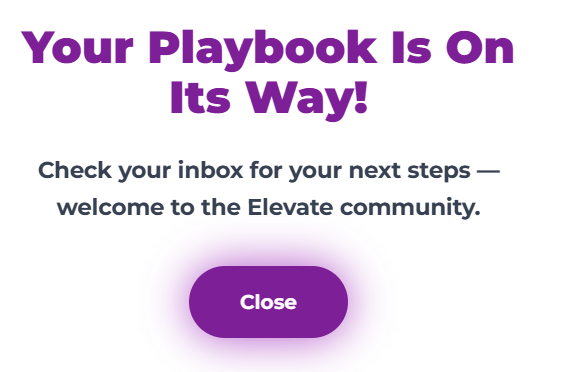 Your Playbook Is On
Its Way!
Check your inbox for your next steps —
welcome to the Elevate community.
Close